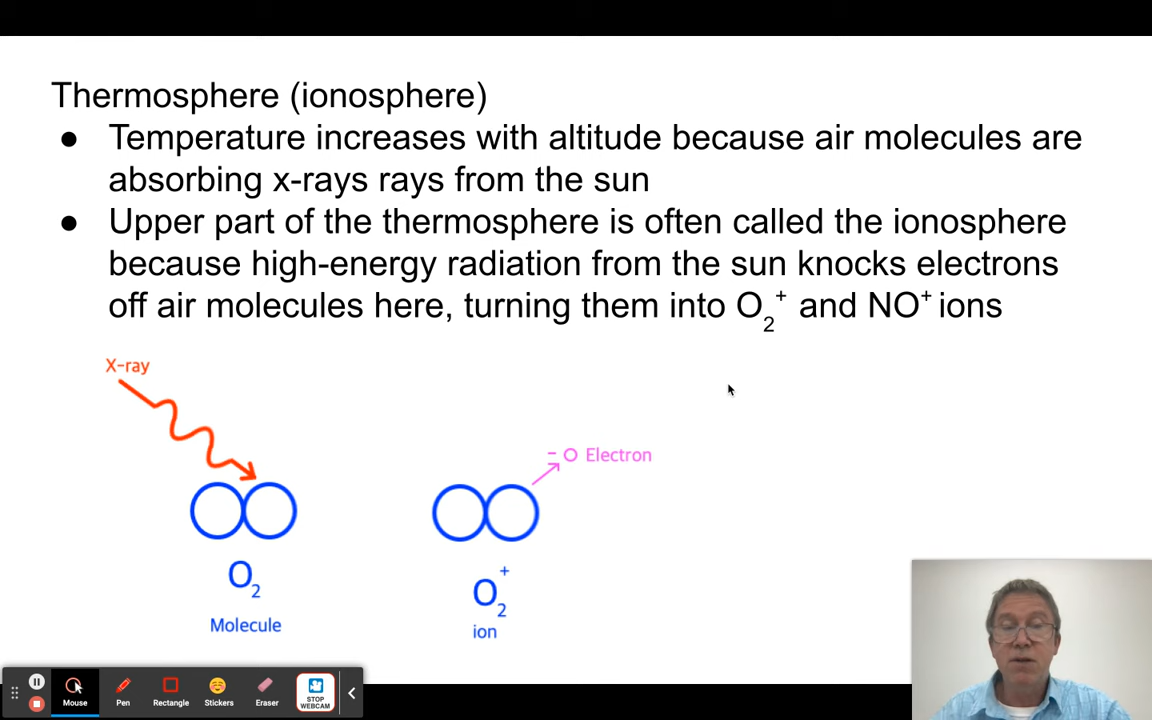 Thermosphere (ionosphere)
● Temperature increases with altitude because air molecules are
absorbing x-rays rays from the sun
● Upper part of the thermosphere is often called the ionosphere
because high-energy radiation from the sun knocks electrons
off air molecules here, turning them into O₂⁺ and NO⁺ ions
X-ray
− O Electron
O₂
O₂⁺
Molecule
ion
Mouse
Pen
Rectangle
Stickers
Eraser
STOP
WEBCAM